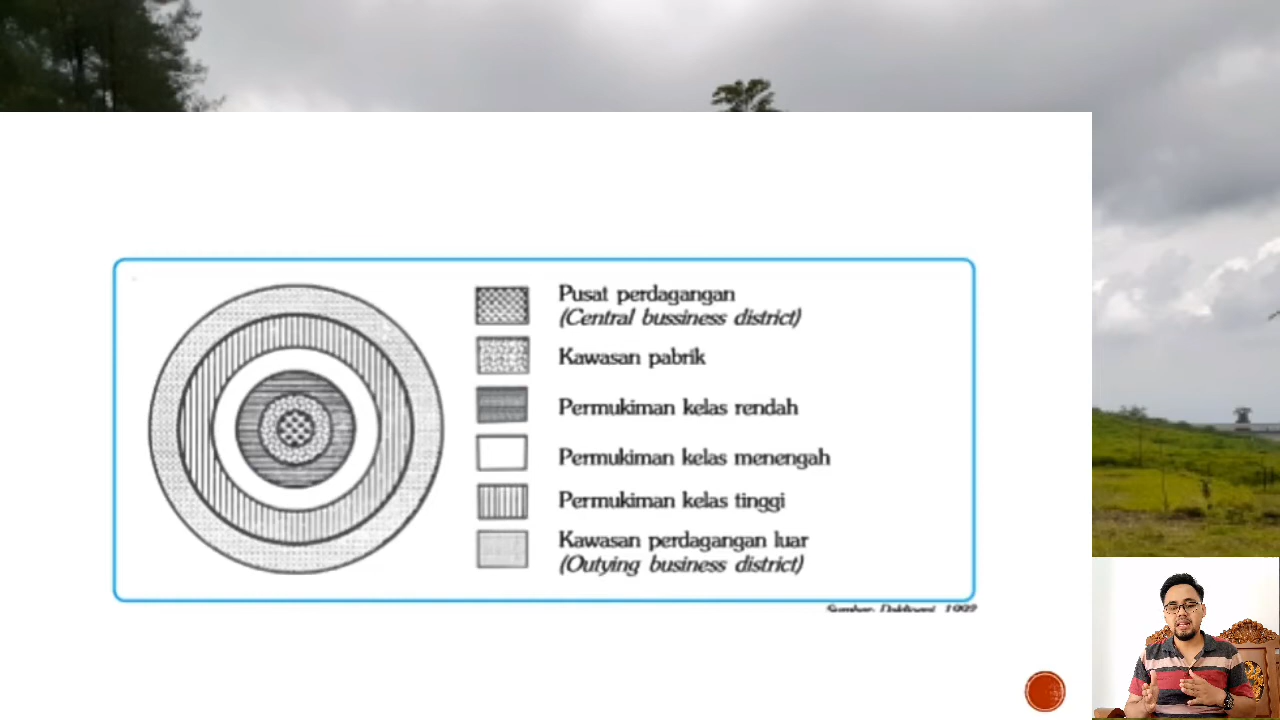 Pusat perdagangan
(Central bussiness district)
Kawasan pabrik
Permukiman kelas rendah
Permukiman kelas menengah
Permukiman kelas tinggi
Kawasan perdagangan luar
(Outying business district)
Sumber: